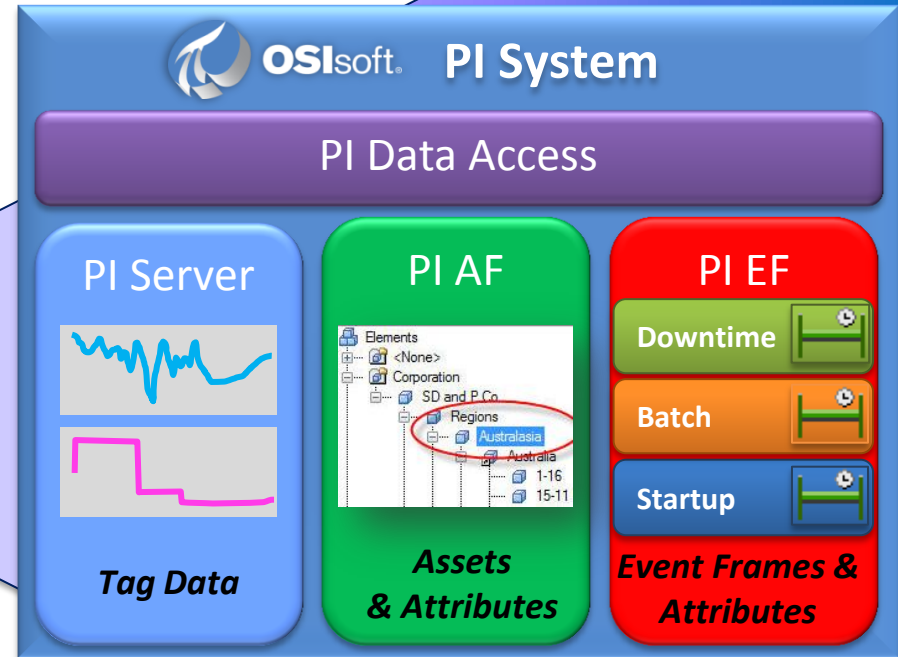 OSIsoft. PI System
PI Data Access
PI Server
Tag Data
PI AF
Elements
<None>
Corporation
SD and P Co
Regions
Australasia
Australia
1-16
15-11
Assets
& Attributes
PI EF
Downtime
Batch
Startup
Event Frames &
Attributes